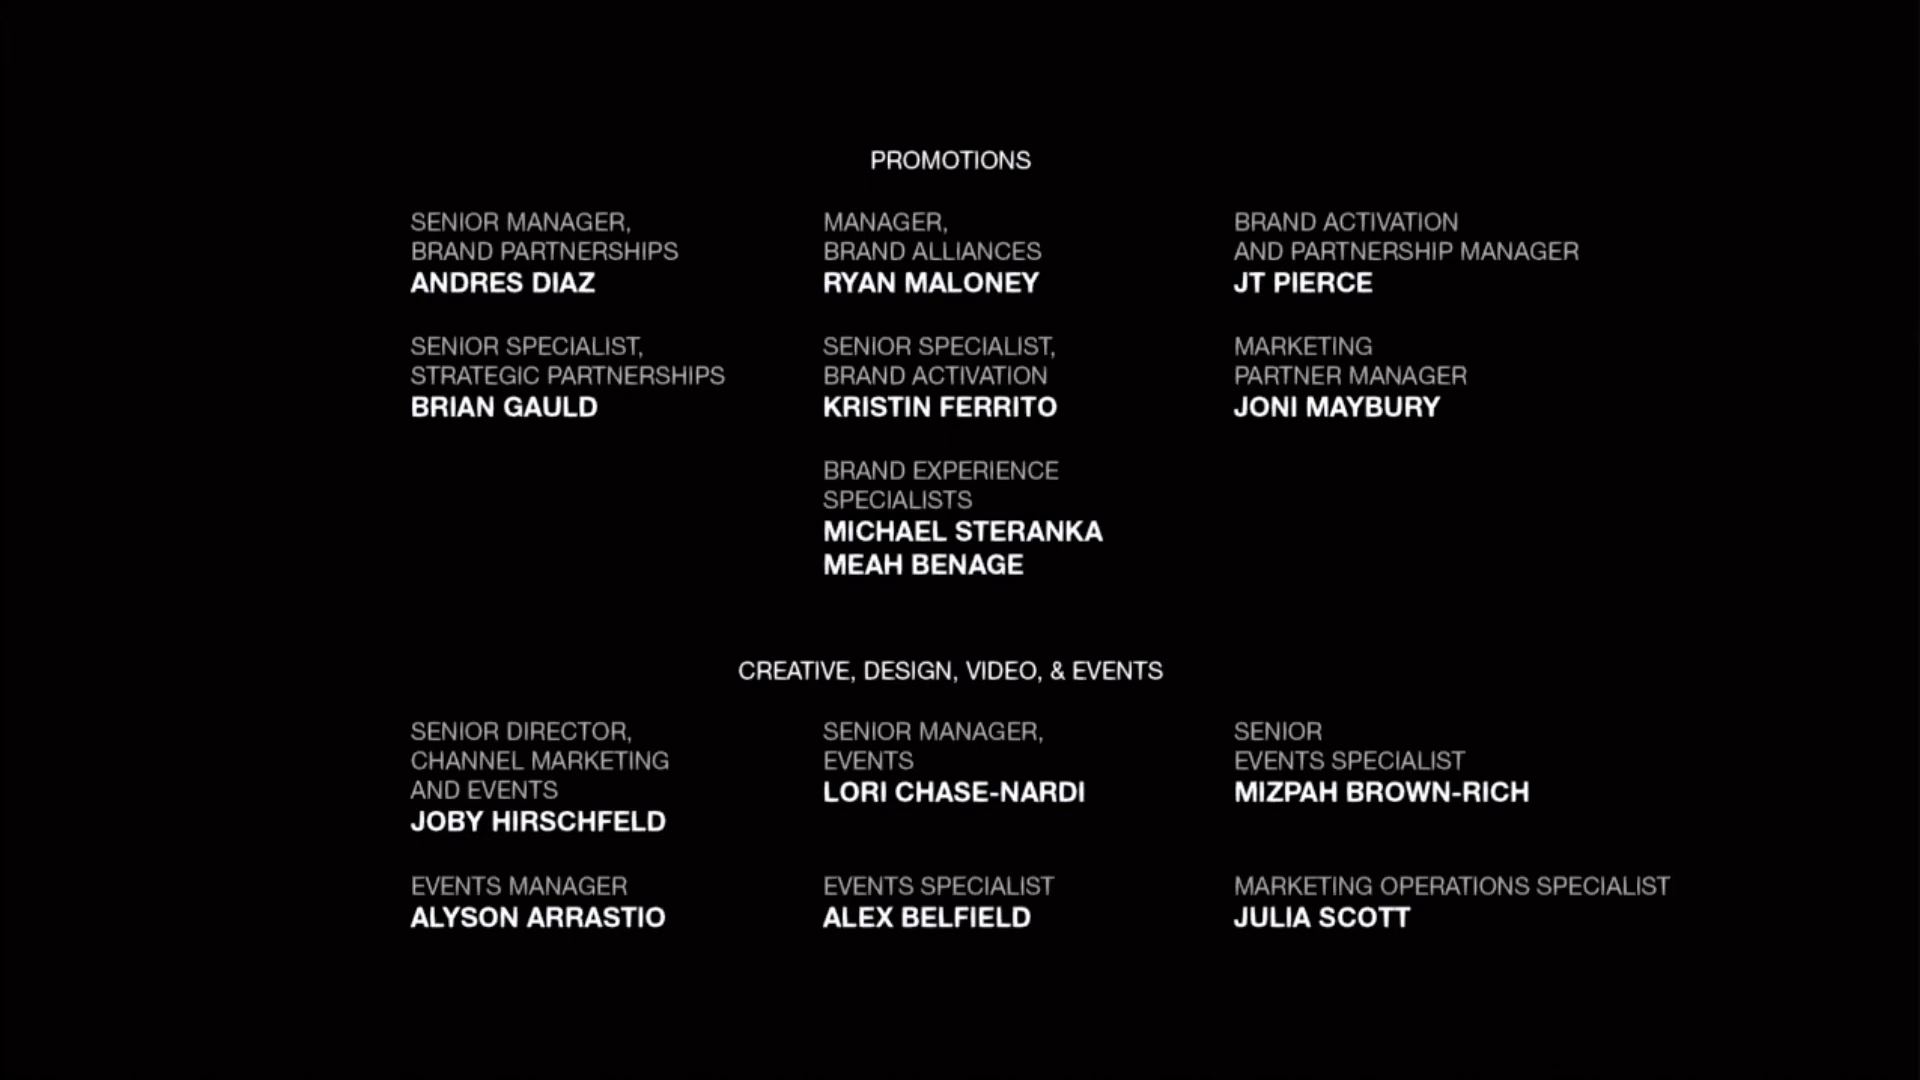 PROMOTIONS
SENIOR MANAGER,
BRAND PARTNERSHIPS
ANDRES DIAZ
MANAGER,
BRAND ALLIANCES
RYAN MALONEY
BRAND ACTIVATION
AND PARTNERSHIP MANAGER
JT PIERCE
SENIOR SPECIALIST,
STRATEGIC PARTNERSHIPS
BRIAN GAULD
SENIOR SPECIALIST,
BRAND ACTIVATION
KRISTIN FERRITO
MARKETING
PARTNER MANAGER
JONI MAYBURY
BRAND EXPERIENCE
SPECIALISTS
MICHAEL STERANKA
MEAH BENAGE
CREATIVE, DESIGN, VIDEO, & EVENTS
SENIOR DIRECTOR,
CHANNEL MARKETING
AND EVENTS
JOBY HIRSCHFELD
SENIOR MANAGER,
EVENTS
LORI CHASE-NARDI
SENIOR
EVENTS SPECIALIST
MIZPAH BROWN-RICH
EVENTS MANAGER
ALYSON ARRASTIO
EVENTS SPECIALIST
ALEX BELFIELD
MARKETING OPERATIONS SPECIALIST
JULIA SCOTT